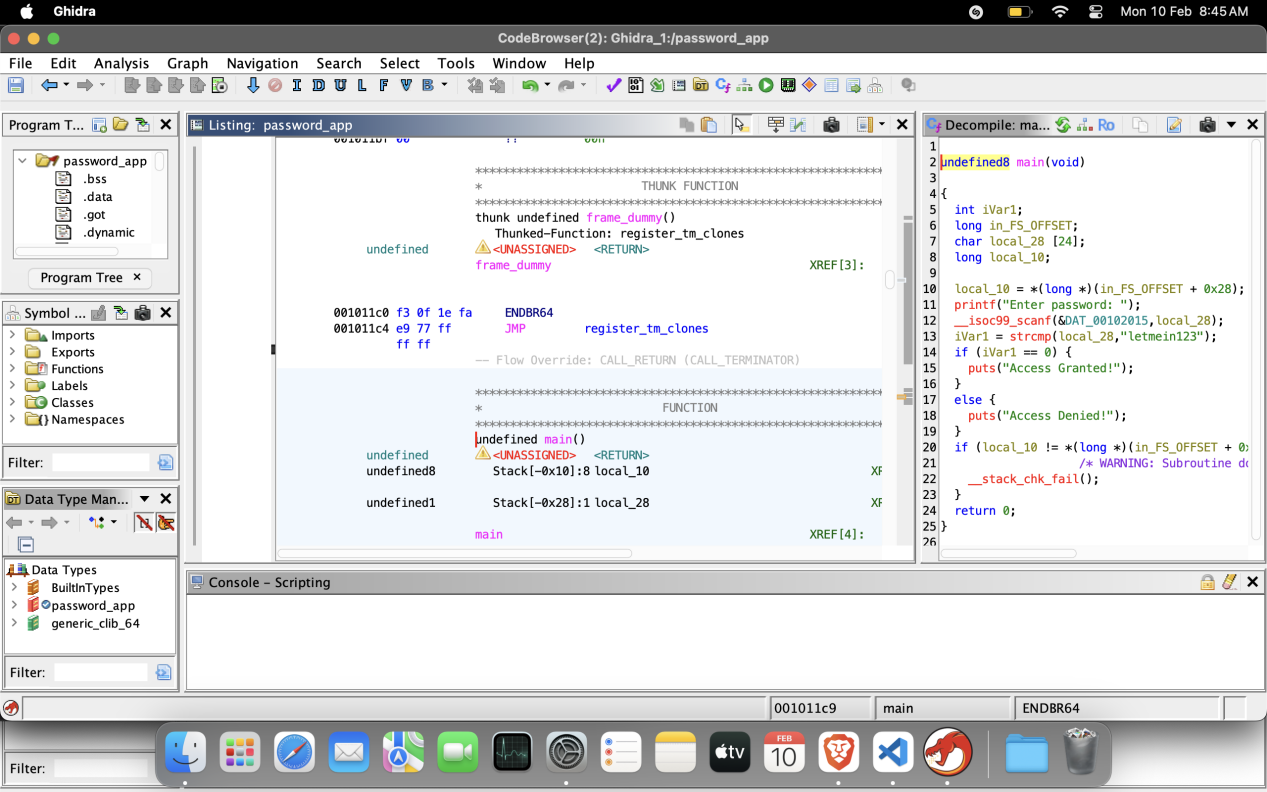 Ghidra
Mon 10 Feb 8:45 AM
CodeBrowser(2): Ghidra_1:/password_app
File Edit Analysis Graph Navigation Search Select Tools Window Help
I D U L F V B
Program T...
password_app
.bss
.data
.got
.dynamic
Program Tree ×
Symbol ...
Imports
Exports
Functions
Labels
Classes
Namespaces
Filter:
Data Type Man...
Data Types
BuiltInTypes
password_app
generic_clib_64
Filter:
Listing: password_app
001011bf 00 ?? 00h
******************************************************
* THUNK FUNCTION
******************************************************
thunk undefined frame_dummy()
Thunked-Function: register_tm_clones
undefined <UNASSIGNED> <RETURN>
frame_dummy XREF[3]:
001011c0 f3 0f 1e fa ENDBR64
001011c4 e9 77 ff JMP register_tm_clones
ff ff
-- Flow Override: CALL_RETURN (CALL_TERMINATOR)
******************************************************
* FUNCTION
******************************************************
undefined main()
undefined <UNASSIGNED> <RETURN>
undefined8 Stack[-0x10]:8 local_10 XR
undefined1 Stack[-0x28]:1 local_28 XR
main XREF[4]:
Decompile: ma...
Ro
1
2 undefined8 main(void)
3
4 {
5 int iVar1;
6 long in_FS_OFFSET;
7 char local_28 [24];
8 long local_10;
9
10 local_10 = *(long *)(in_FS_OFFSET + 0x28);
11 printf("Enter password: ");
12 __isoc99_scanf(&DAT_00102015,local_28);
13 iVar1 = strcmp(local_28,"letmein123");
14 if (iVar1 == 0) {
15 puts("Access Granted!");
16 }
17 else {
18 puts("Access Denied!");
19 }
20 if (local_10 != *(long *)(in_FS_OFFSET + 0x
21 /* WARNING: Subroutine do
22 __stack_chk_fail();
23 }
24 return 0;
25 }
26
Console - Scripting
001011c9
main
ENDBR64
Filter:
tv
FEB
10